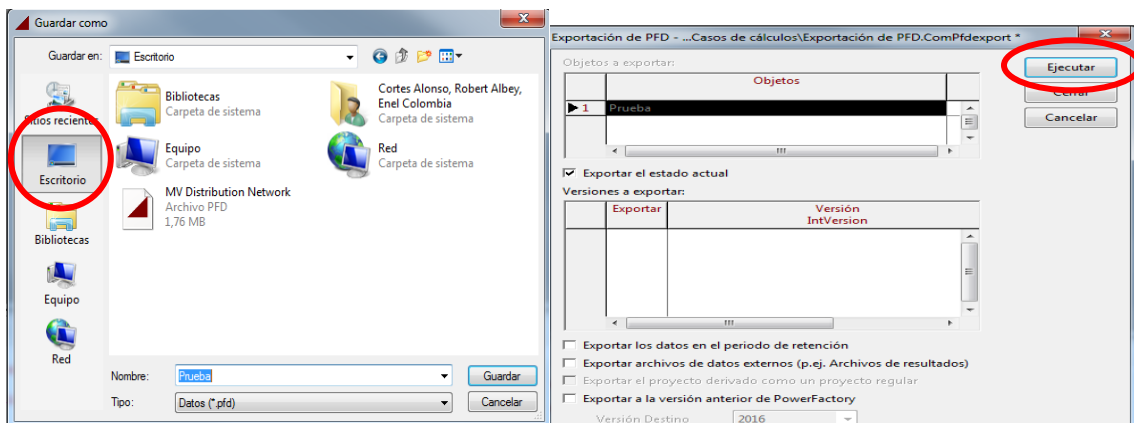 Guardar como
Guardar en:
Escritorio
Sitios recientes
Escritorio
Bibliotecas
Equipo
Red
Bibliotecas
Carpeta de sistema
Cortes Alonso, Robert Albey,
Enel Colombia
Carpeta de sistema
Equipo
Carpeta de sistema
Red
Carpeta de sistema
MV Distribution Network
Archivo PFD
1,76 MB
Nombre:
Prueba
Guardar
Tipo:
Datos (*.pfd)
Cancelar
Exportación de PFD - ...Casos de cálculos\Exportación de PFD.ComPfdexport *
Objetos a exportar:
Objetos
1 Prueba
Ejecutar
Cerrar
Cancelar
Exportar el estado actual
Versiones a exportar:
Exportar
Versión
IntVersion
Exportar los datos en el periodo de retención
Exportar archivos de datos externos (p.ej. Archivos de resultados)
Exportar el proyecto derivado como un proyecto regular
Exportar a la versión anterior de PowerFactory
Versión Destino
2016